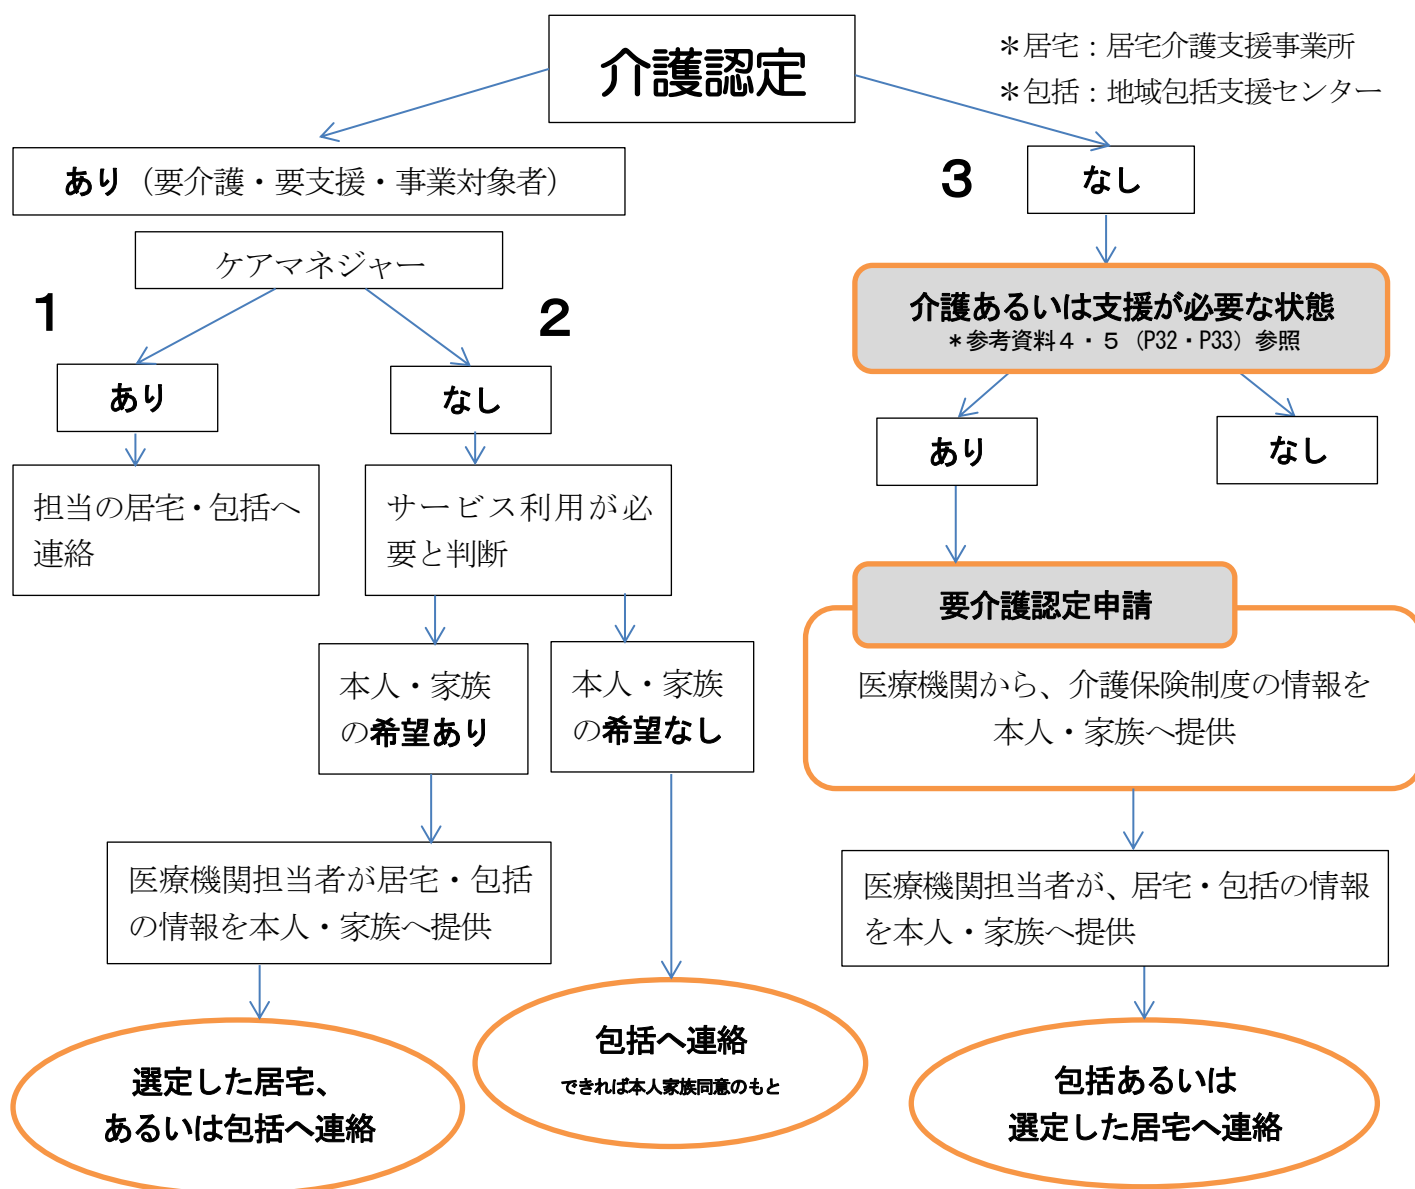 介護認定
＊居宅：居宅介護支援事業所
＊包括：地域包括支援センター
あり（要介護・要支援・事業対象者）
3
なし
ケアマネジャー
1
2
介護あるいは支援が必要な状態
＊参考資料４・５（P32・P33）参照
あり
なし
あり
なし
担当の居宅・包括へ
連絡
サービス利用が必
要と判断
要介護認定申請
医療機関から、介護保険制度の情報を
本人・家族へ提供
本人・家族
の希望あり
本人・家族
の希望なし
医療機関担当者が居宅・包括
の情報を本人・家族へ提供
医療機関担当者が、居宅・包括の情報
を本人・家族へ提供
選定した居宅、
あるいは包括へ連絡
包括へ連絡
できれば本人家族同意のもと
包括あるいは
選定した居宅へ連絡